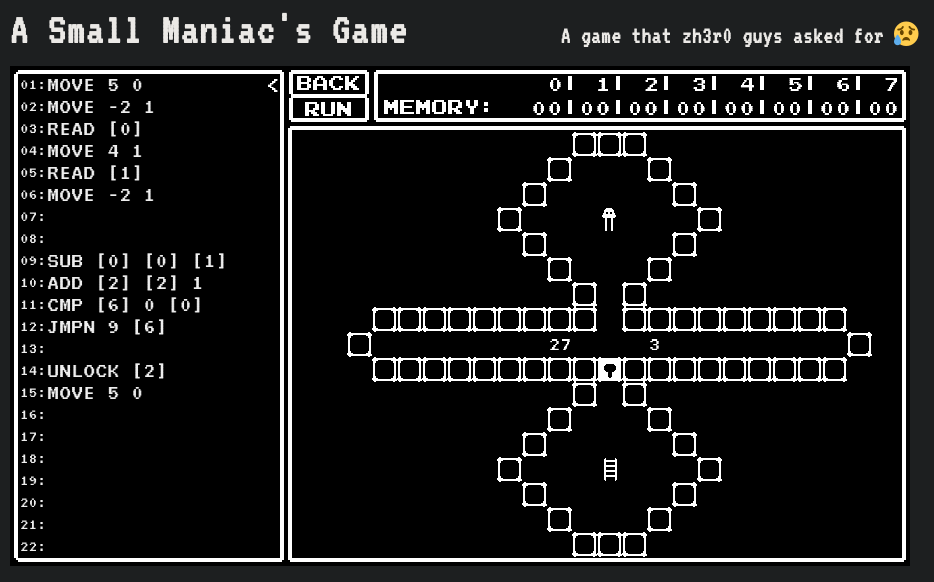 A Small Maniac's Game
A game that zh3r0 guys asked for 😥
01:MOVE 5 0 <
02:MOVE -2 1
03:READ [0]
04:MOVE 4 1
05:READ [1]
06:MOVE -2 1
07:
08:
09:SUB [0] [0] [1]
10:ADD [2] [2] 1
11:CMP [6] 0 [0]
12:JMPN 9 [6]
13:
14:UNLOCK [2]
15:MOVE 5 0
16:
17:
18:
19:
20:
21:
22:
BACK
RUN
0| 1| 2| 3| 4| 5| 6| 7
MEMORY: 00|00|00|00|00|00|00|00
27 3